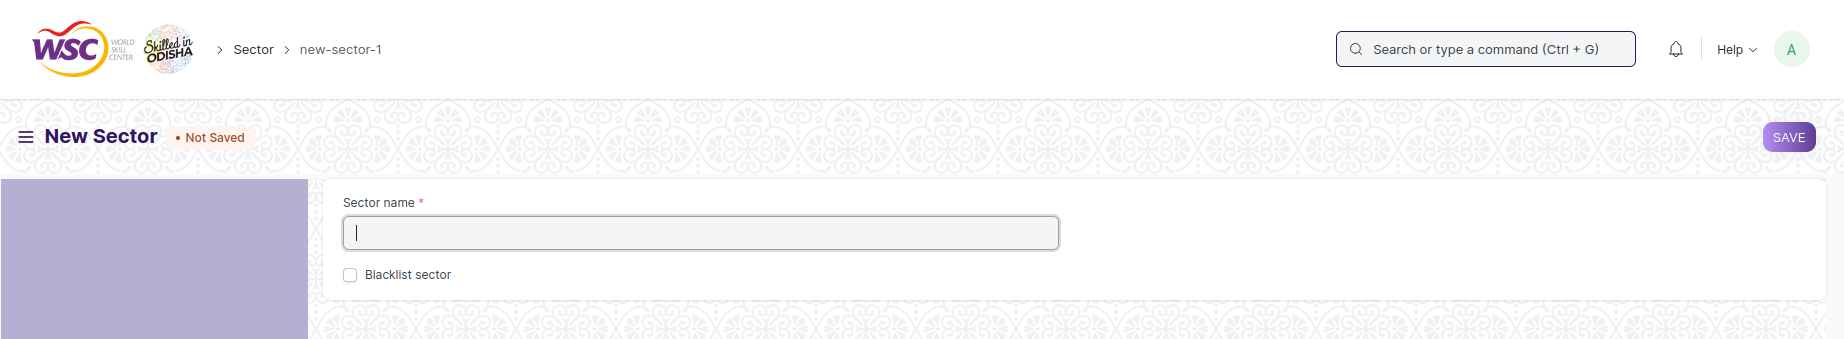 WSC WORLD SKILL CENTER
Skilled in ODISHA
Sector
new-sector-1
Search or type a command (Ctrl + G)
Help
A
New Sector
Not Saved
SAVE
Sector name *
Blacklist sector